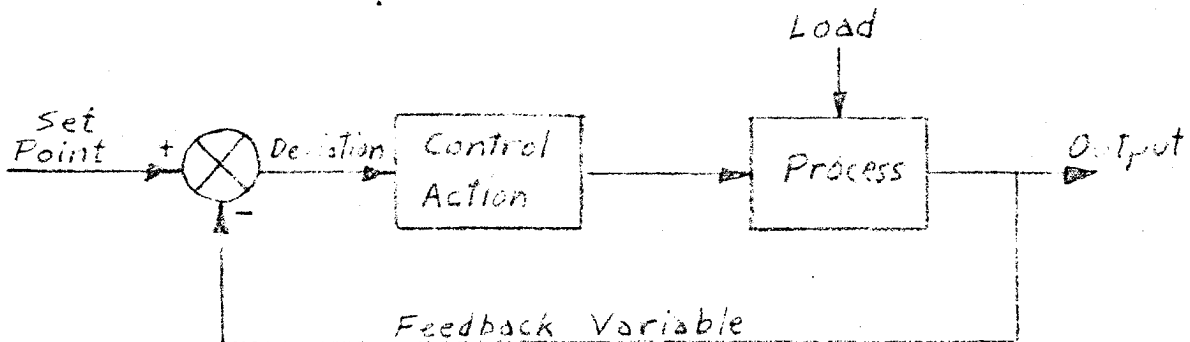 Load
Set
Point
+
Deviation
Control
Action
Process
Output
-
Feedback Variable